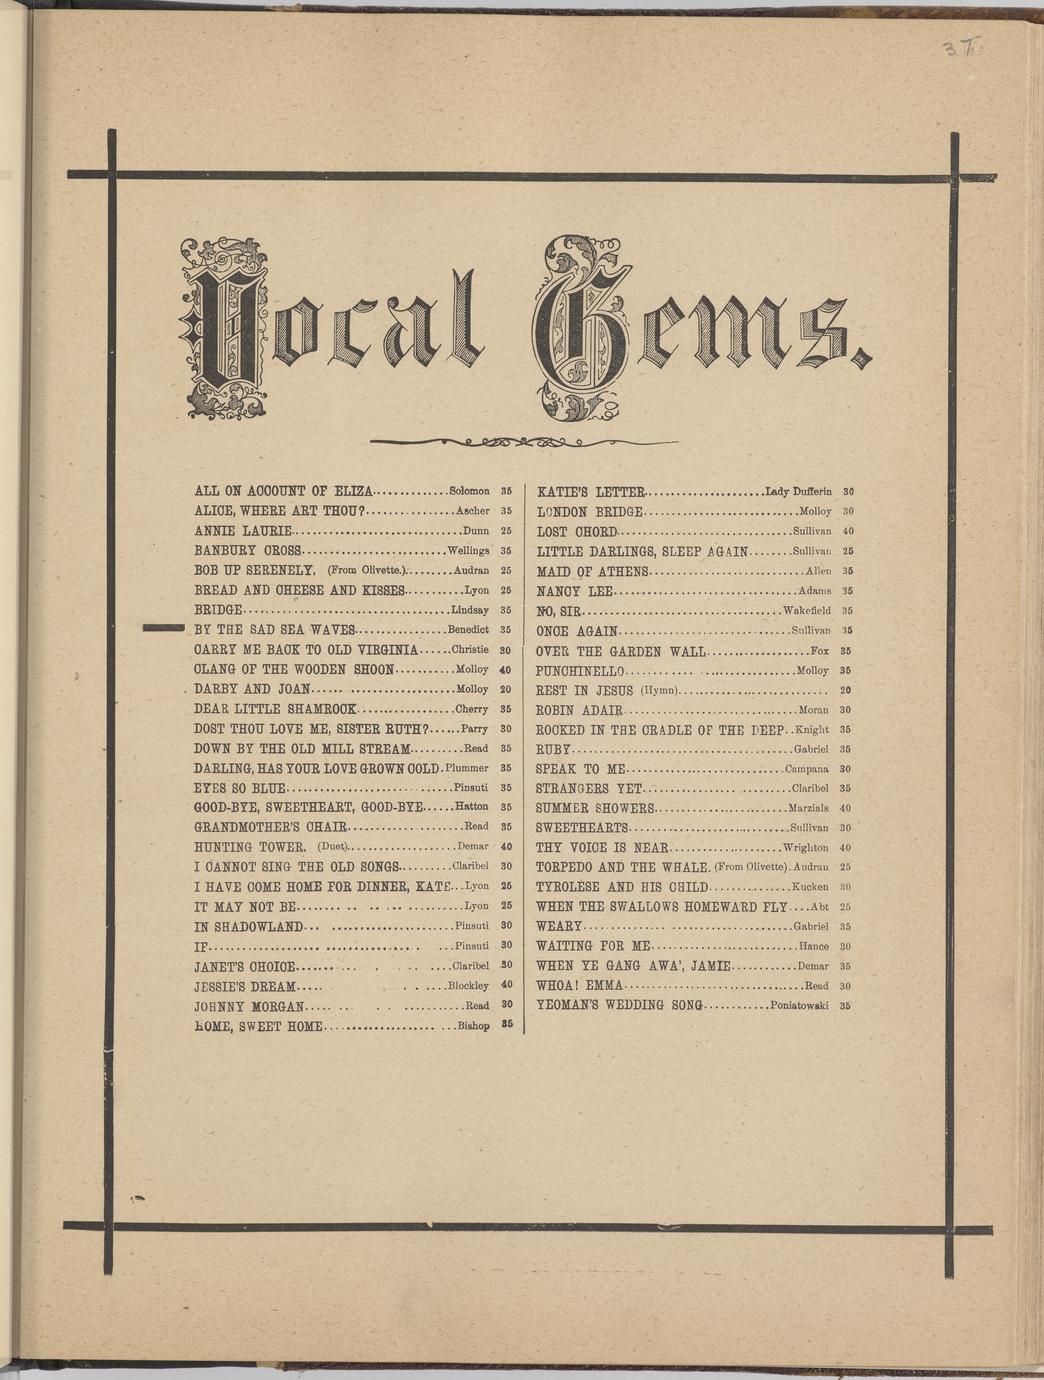 37.
Vocal Gems.
ALL ON ACCOUNT OF ELIZA..............Solomon 35
ALICE, WHERE ART THOU?................Ascher 35
ANNIE LAURIE..............................Dunn 25
BANBURY CROSS.........................Wellings 35
BOB UP SERENELY. (From Olivette.).........Audran 25
BREAD AND CHEESE AND KISSES...........Lyon 25
BRIDGE....................................Lindsay 35
BY THE SAD SEA WAVES................Benedict 35
CARRY ME BACK TO OLD VIRGINIA......Christie 30
CLANG OF THE WOODEN SHOON...........Molloy 40
DARBY AND JOAN...... ....................Molloy 20
DEAR LITTLE SHAMROCK.................Cherry 35
DOST THOU LOVE ME, SISTER RUTH?......Parry 30
DOWN BY THE OLD MILL STREAM..........Read 35
DARLING, HAS YOUR LOVE GROWN COLD.Plummer 35
EYES SO BLUE.............................Pinsuti 35
GOOD-BYE, SWEETHEART, GOOD-BYE......Hatton 35
GRANDMOTHER'S CHAIR....................Read 35
HUNTING TOWER. (Duet)...................Demar 40
I CANNOT SING THE OLD SONGS.........Claribel 30
I HAVE COME HOME FOR DINNER, KATE...Lyon 25
IT MAY NOT BE........ .. .. ... ..........Lyon 25
IN SHADOWLAND... .....................Pinsuti 30
IF.................... ................. ...Pinsuti 30
JANET'S CHOICE....... ... . .. . ....Claribel 30
JESSIE'S DREAM..... . . . ....Blockley 40
JOHNNY MORGAN..... .. . . ...........Read 30
HOME, SWEET HOME.... ................. ...Bishop 35
KATIE'S LETTER......................Lady Dufferin 30
LONDON BRIDGE............................Molloy 30
LOST CHORD...............................Sullivan 40
LITTLE DARLINGS, SLEEP AGAIN........Sullivan 25
MAID OF ATHENS............................Allen 35
NANCY LEE.................................Adams 35
NO, SIR....................................Wakefield 35
ONCE AGAIN...............................Sullivan 35
OVER THE GARDEN WALL...................Fox 35
PUNCHINELLO............ ..................Molloy 35
REST IN JESUS (Hymn)........................... 20
ROBIN ADAIR...............................Moran 30
ROCKED IN THE CRADLE OF THE DEEP..Knight 35
RUBY........................................Gabriel 35
SPEAK TO ME............................Campana 30
STRANGERS YET...........................Claribel 35
SUMMER SHOWERS........................Marzials 40
SWEETHEARTS.............................Sullivan 30
THY VOICE IS NEAR....................Wrighton 40
TORPEDO AND THE WHALE. (From Olivette).Audran 25
TYROLESE AND HIS CHILD...............Kucken 30
WHEN THE SWALLOWS HOMEWARD FLY....Abt 25
WEARY................ .....................Gabriel 35
WAITING FOR ME..........................Hance 30
WHEN YE GANG AWA', JAMIE............Demar 35
WHOA! EMMA................................Read 30
YEOMAN'S WEDDING SONG............Poniatowski 35